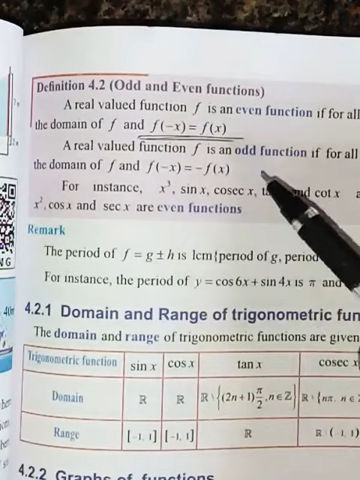 Definition 4.2 (Odd and Even functions)
A real valued function f is an even function if for all
the domain of f and f(−x) = f(x)
A real valued function f is an odd function if for all
the domain of f and f(−x) = −f(x)
For instance, x³, sin x, cosec x, and cot x
x², cos x and sec x are even functions
Remark
The period of f = g ± h is lcm{period of g, period
For instance, the period of y = cos 6x + sin 4x is π and
4.2.1 Domain and Range of trigonometric fun
The domain and range of trigonometric functions are given
Trigonometric function sin x cos x tan x cosec x
Domain ℝ ℝ ℝ \ {(2n+1) π/2, n ∈ ℤ} ℝ \ {nπ, n ∈
Range [−1, 1] [−1, 1] ℝ ℝ \ (−1, 1)
4.2.2 Graphs of functions